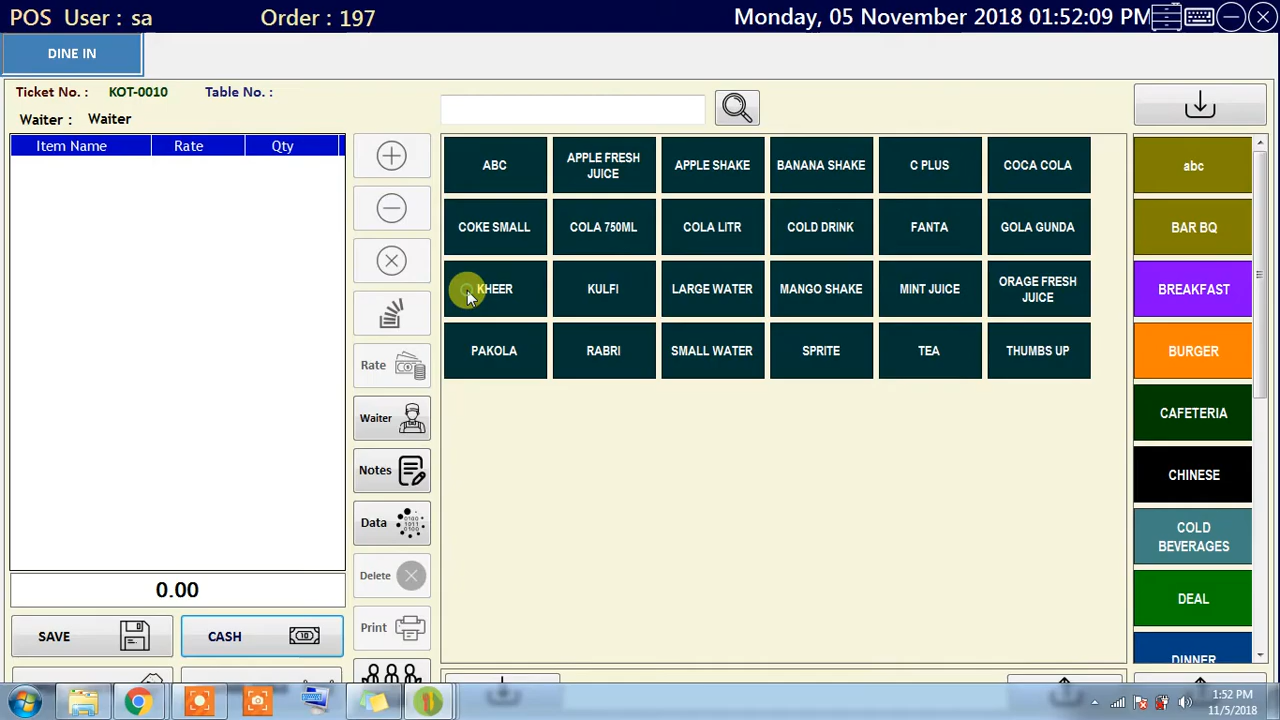 POS User : sa
Order : 197
Monday, 05 November 2018 01:52:09 PM
DINE IN
Ticket No. : KOT-0010
Table No. :
Waiter : Waiter
Item Name Rate Qty
0.00
SAVE
CASH
Rate
Waiter
Notes
Data
Delete
Print
ABC
APPLE FRESH
JUICE
APPLE SHAKE
BANANA SHAKE
C PLUS
COCA COLA
COKE SMALL
COLA 750ML
COLA LITR
COLD DRINK
FANTA
GOLA GUNDA
KHEER
KULFI
LARGE WATER
MANGO SHAKE
MINT JUICE
ORAGE FRESH
JUICE
PAKOLA
RABRI
SMALL WATER
SPRITE
TEA
THUMBS UP
abc
BAR BQ
BREAKFAST
BURGER
CAFETERIA
CHINESE
COLD
BEVERAGES
DEAL
DINNER
1:52 PM
11/5/2018